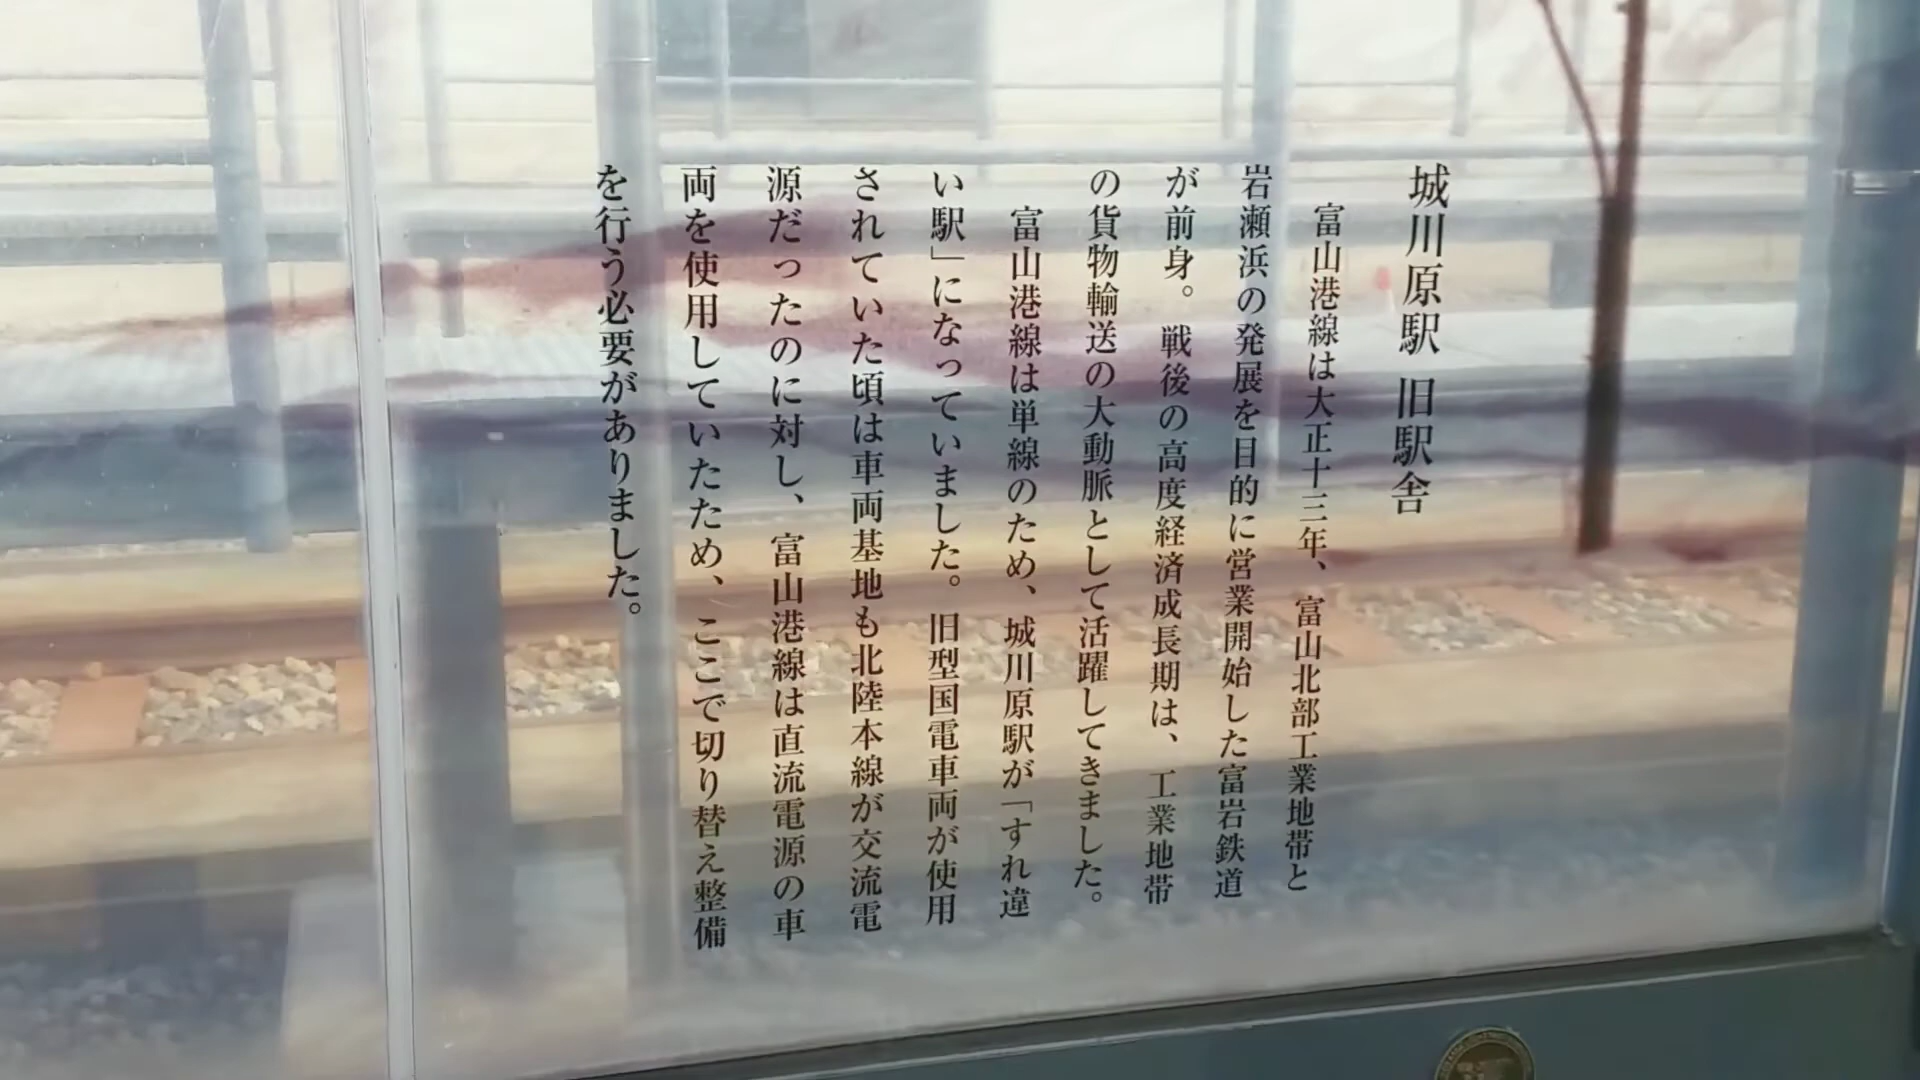 城川原駅 旧駅舎
富山港線は大正十三年、富山北部工業地帯と
岩瀬浜の発展を目的に営業開始した富岩鉄道
が前身。戦後の高度経済成長期は、工業地帯
の貨物輸送の大動脈として活躍してきました。
富山港線は単線のため、城川原駅が「すれ違
い駅」になっていました。旧型国電車両が使用
されていた頃は車両基地も北陸本線が交流電
源だったのに対し、富山港線は直流電源の車
両を使用していたため、ここで切り替え整備
を行う必要がありました。